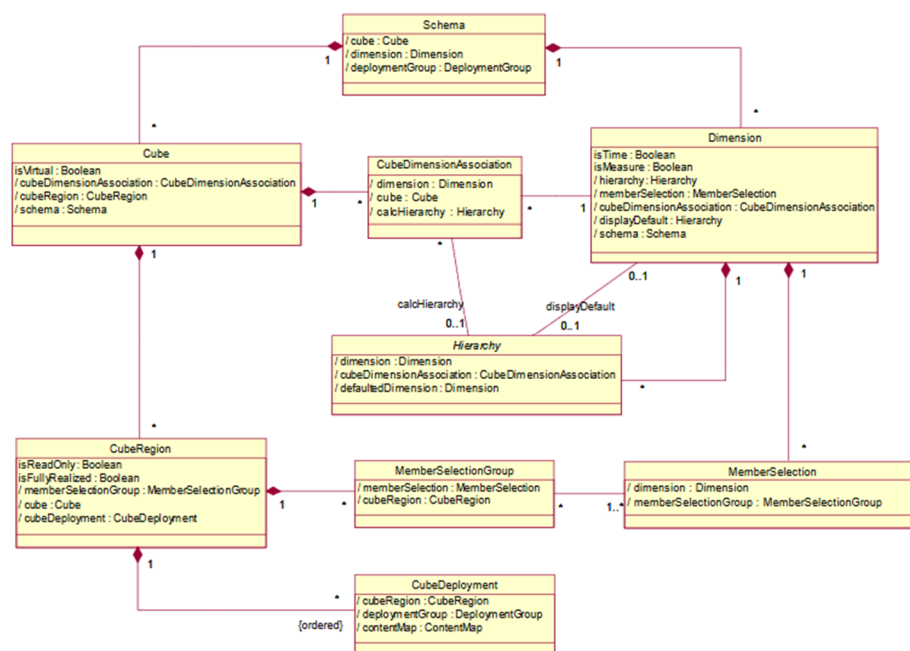 Schema
/ cube : Cube
/ dimension : Dimension
/ deploymentGroup : DeploymentGroup
1
1
*
*
Cube
isVirtual : Boolean
/ cubeDimensionAssociation : CubeDimensionAssociation
/ cubeRegion : CubeRegion
/ schema : Schema
1
*
1
CubeDimensionAssociation
/ dimension : Dimension
/ cube : Cube
/ calcHierarchy : Hierarchy
*
1
*
Dimension
isTime : Boolean
isMeasure : Boolean
/ hierarchy : Hierarchy
/ memberSelection : MemberSelection
/ cubeDimensionAssociation : CubeDimensionAssociation
/ displayDefault : Hierarchy
/ schema : Schema
0..1
1
1
calcHierarchy
displayDefault
0..1
0..1
Hierarchy
/ dimension : Dimension
/ cubeDimensionAssociation : CubeDimensionAssociation
/ defaultedDimension : Dimension
*
*
*
CubeRegion
isReadOnly : Boolean
isFullyRealized : Boolean
/ memberSelectionGroup : MemberSelectionGroup
/ cube : Cube
/ cubeDeployment : CubeDeployment
1
*
1
MemberSelectionGroup
/ memberSelection : MemberSelection
/ cubeRegion : CubeRegion
*
1..*
MemberSelection
/ dimension : Dimension
/ memberSelectionGroup : MemberSelectionGroup
*
{ordered}
CubeDeployment
/ cubeRegion : CubeRegion
/ deploymentGroup : DeploymentGroup
/ contentMap : ContentMap